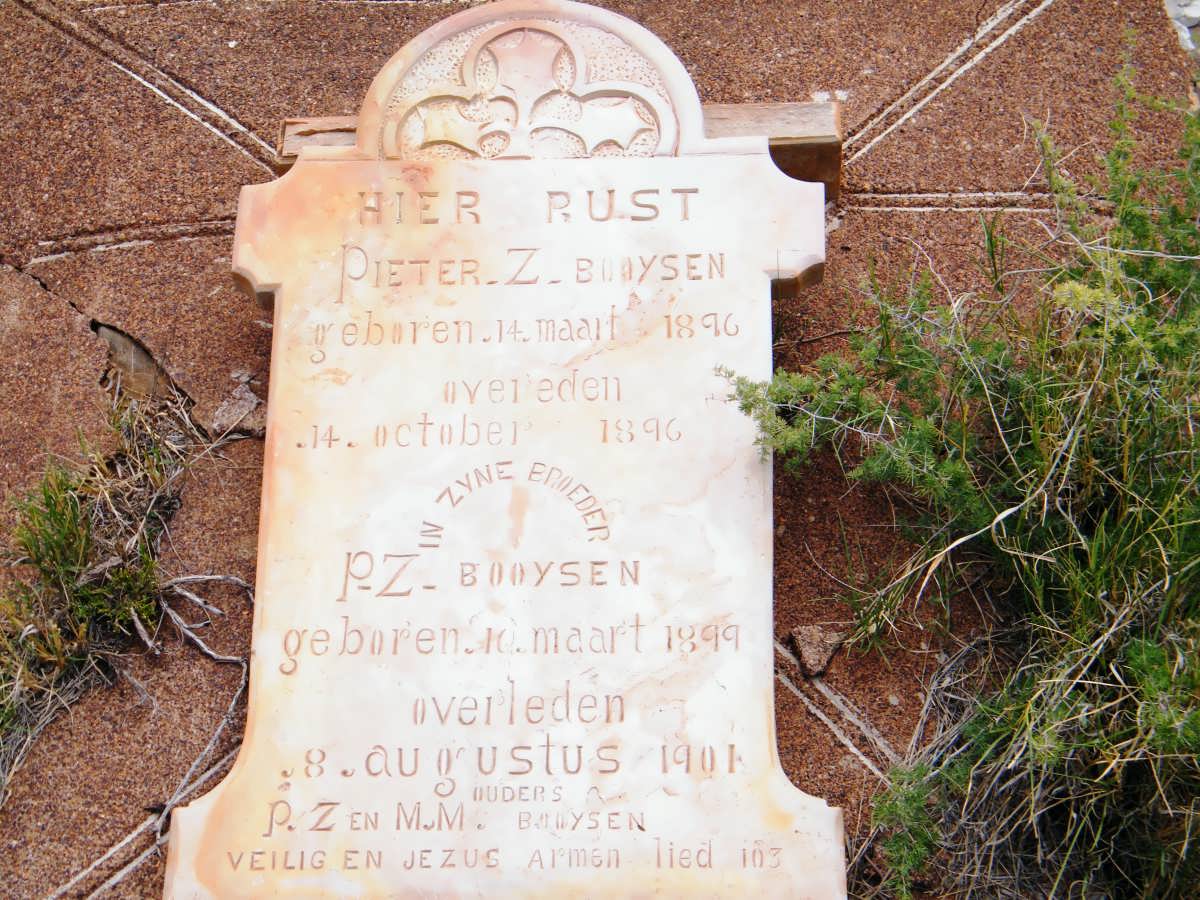 HIER RUST
PIETER. Z. BOOYSEN
geboren .14. maart 1896
overleden
.14. october 1896
IN ZYNE BROEDER
P. Z. BOOYSEN
geboren .10. maart 1899
overleden
.8. augustus 1901
OUDERS
P. Z EN M.M. BOOYSEN
VEILIG EN JEZUS ARMEN lied 103